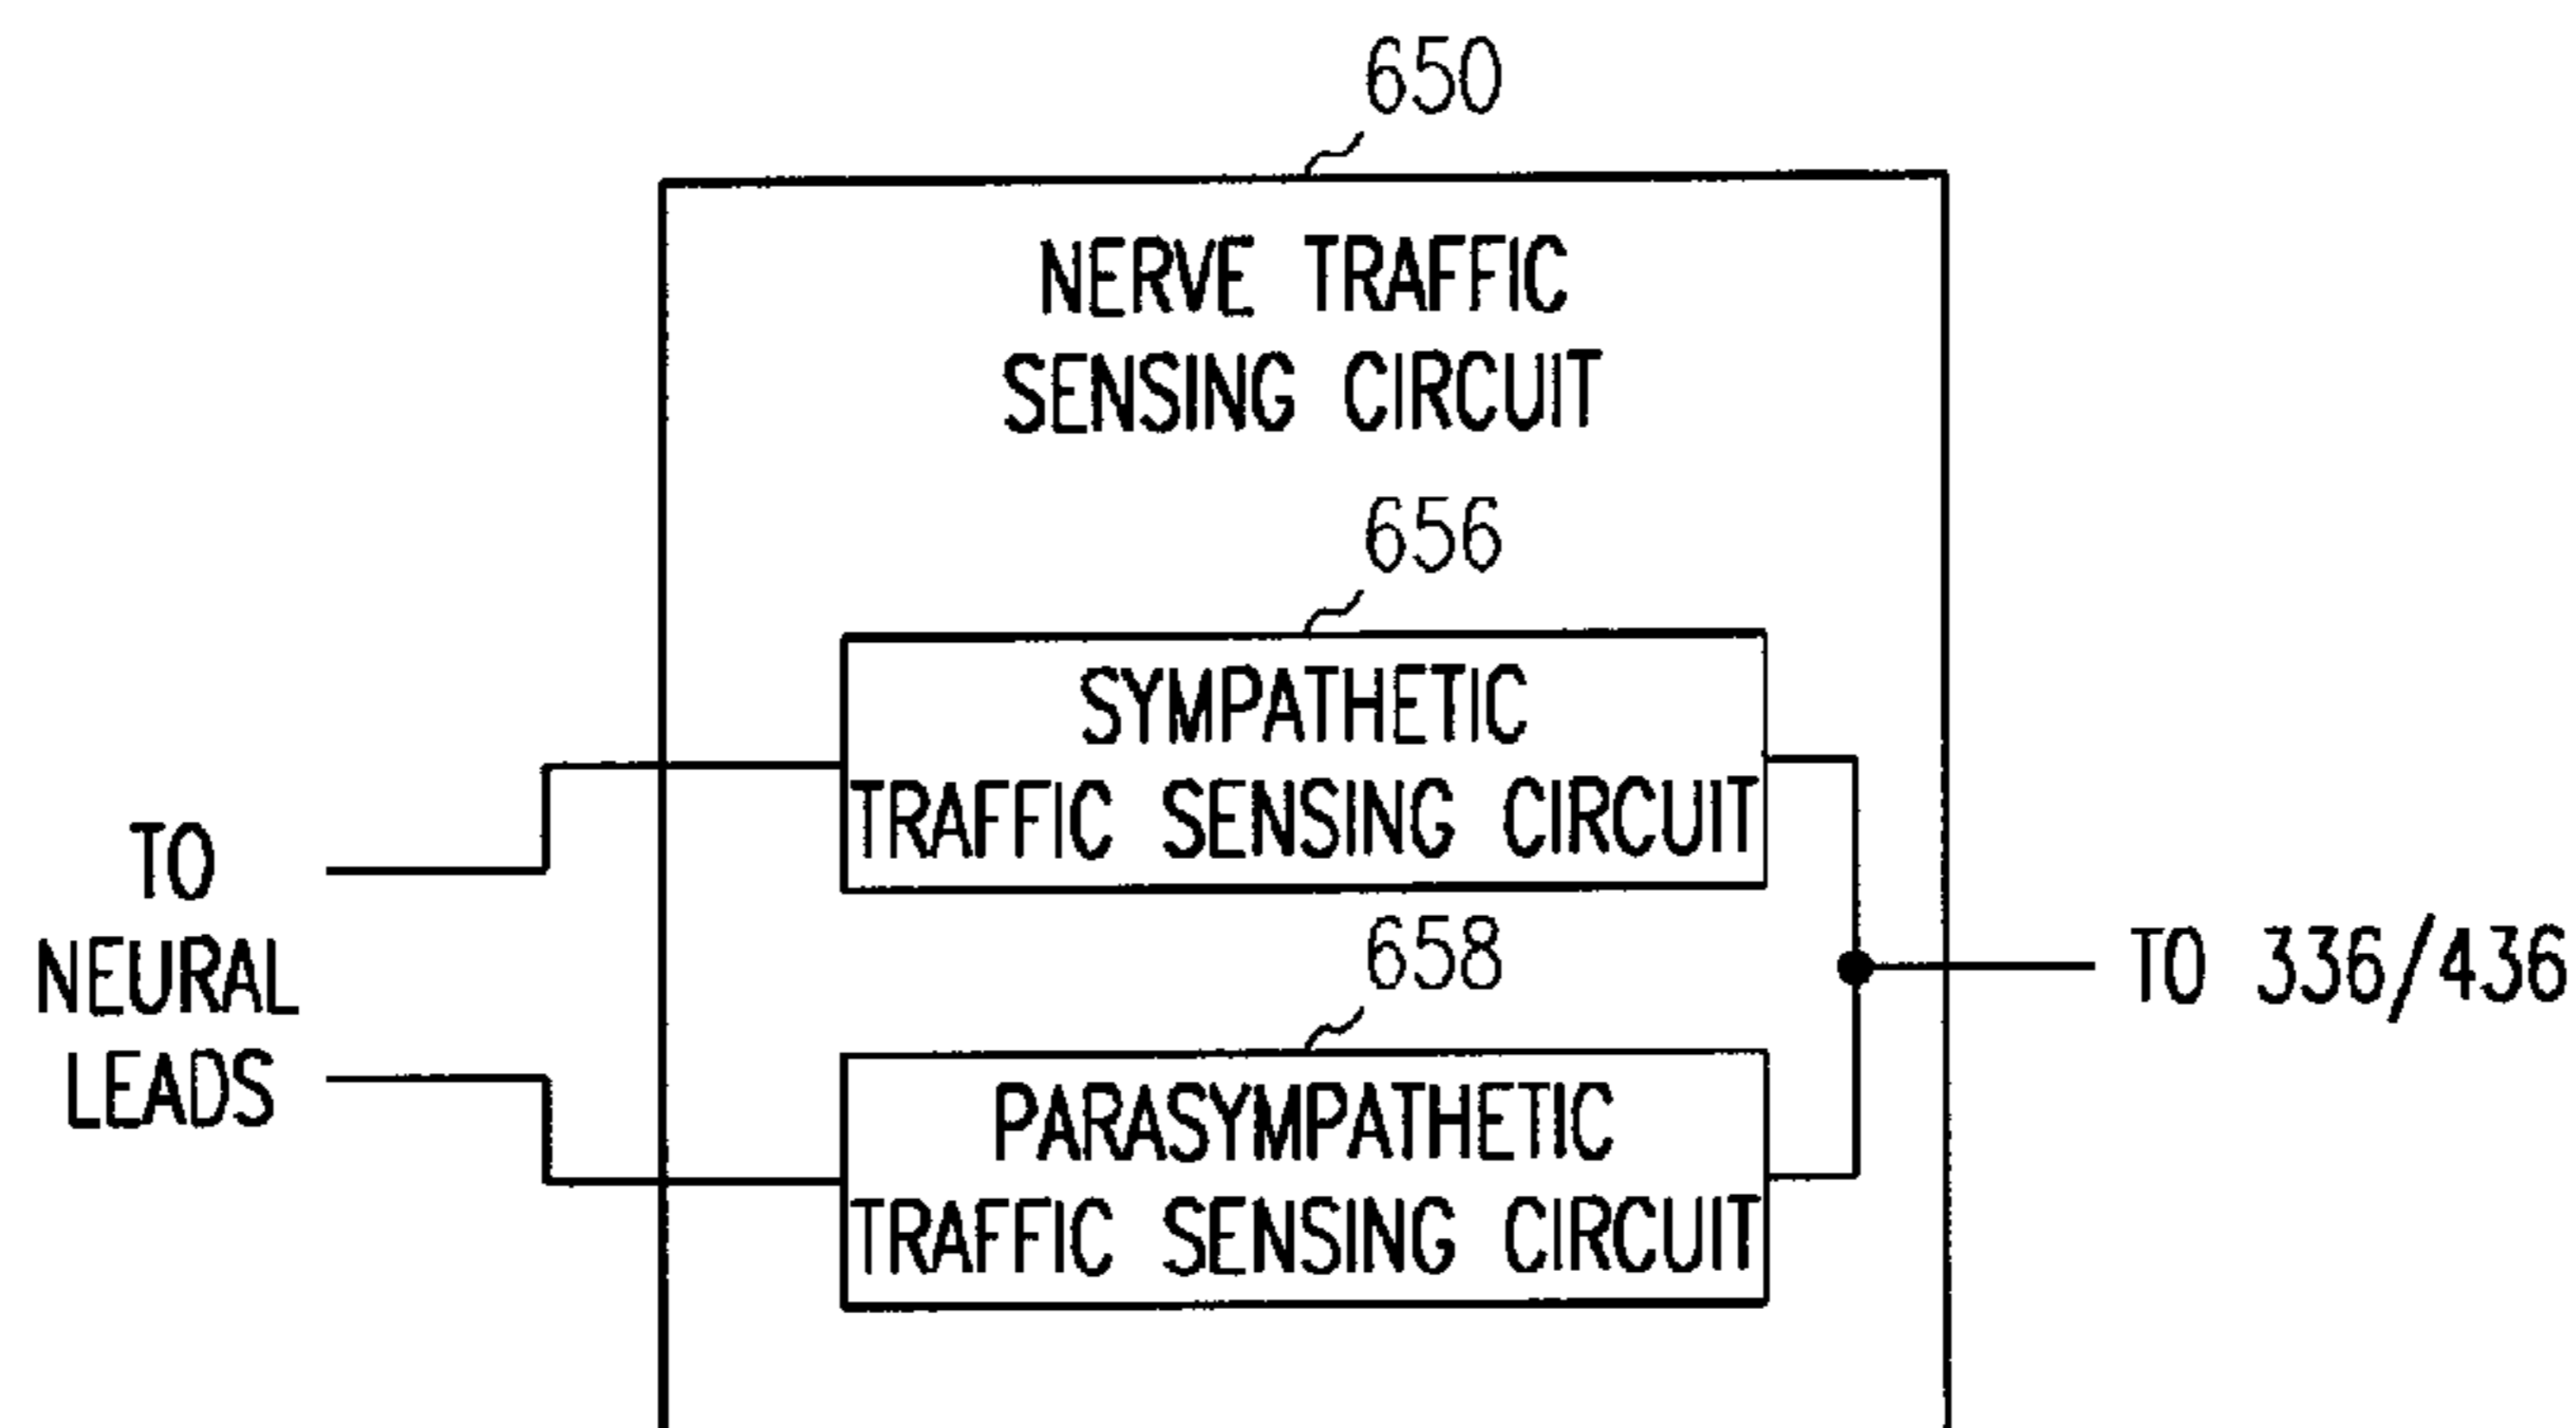 650
NERVE TRAFFIC
SENSING CIRCUIT
656
SYMPATHETIC
TRAFFIC SENSING CIRCUIT
TO
NEURAL
LEADS
658
TO 336/436
PARASYMPATHETIC
TRAFFIC SENSING CIRCUIT